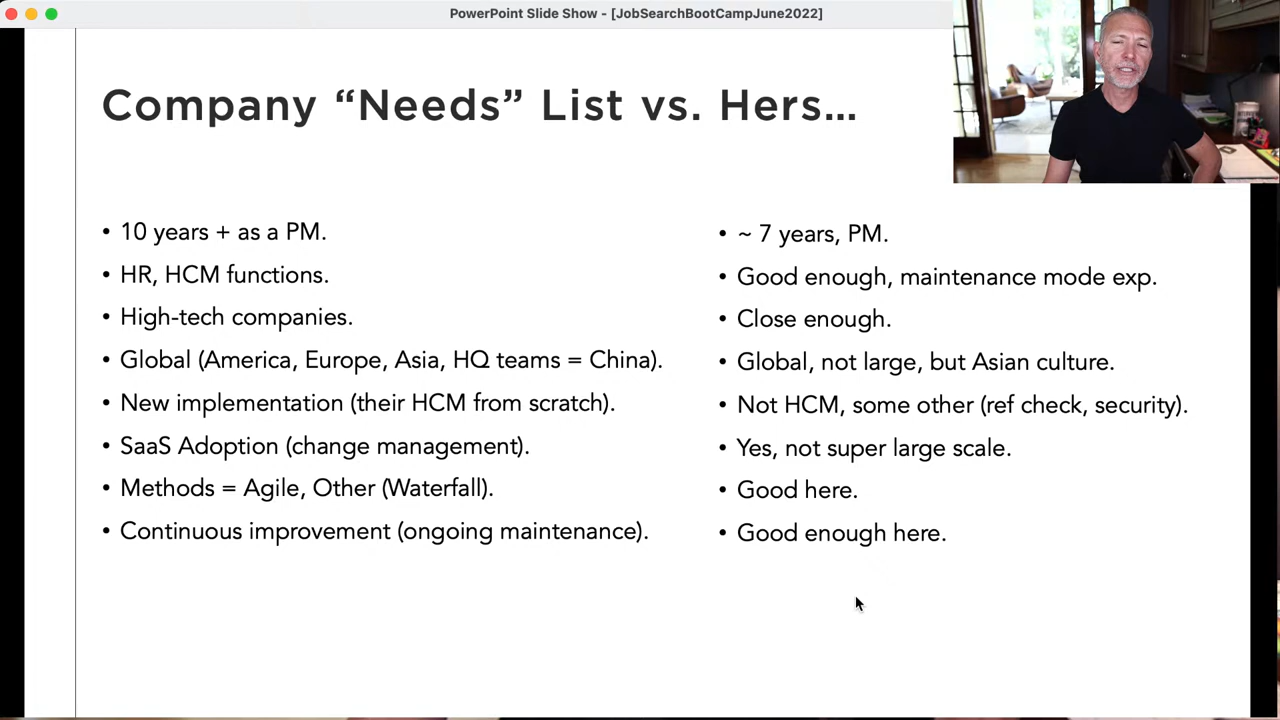 PowerPoint Slide Show - [JobSearchBootCampJune2022]
Company “Needs” List vs. Hers...
• 10 years + as a PM.
• HR, HCM functions.
• High-tech companies.
• Global (America, Europe, Asia, HQ teams = China).
• New implementation (their HCM from scratch).
• SaaS Adoption (change management).
• Methods = Agile, Other (Waterfall).
• Continuous improvement (ongoing maintenance).
• ~ 7 years, PM.
• Good enough, maintenance mode exp.
• Close enough.
• Global, not large, but Asian culture.
• Not HCM, some other (ref check, security).
• Yes, not super large scale.
• Good here.
• Good enough here.